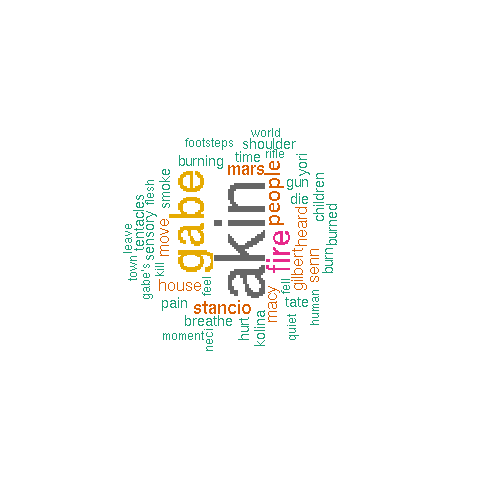 world
footsteps
shoulder
burning
time
rifle
mars
yori
gun
people
smoke
flesh
gabe
akin
die
children
tentacles
sensory
leave
move
heard
burned
fire
gilbert
burn
town
gabe's
kill
house
feel
senn
fell
pain
stancio
macy
tate
human
breathe
hurt
kolina
quiet
moment
neci